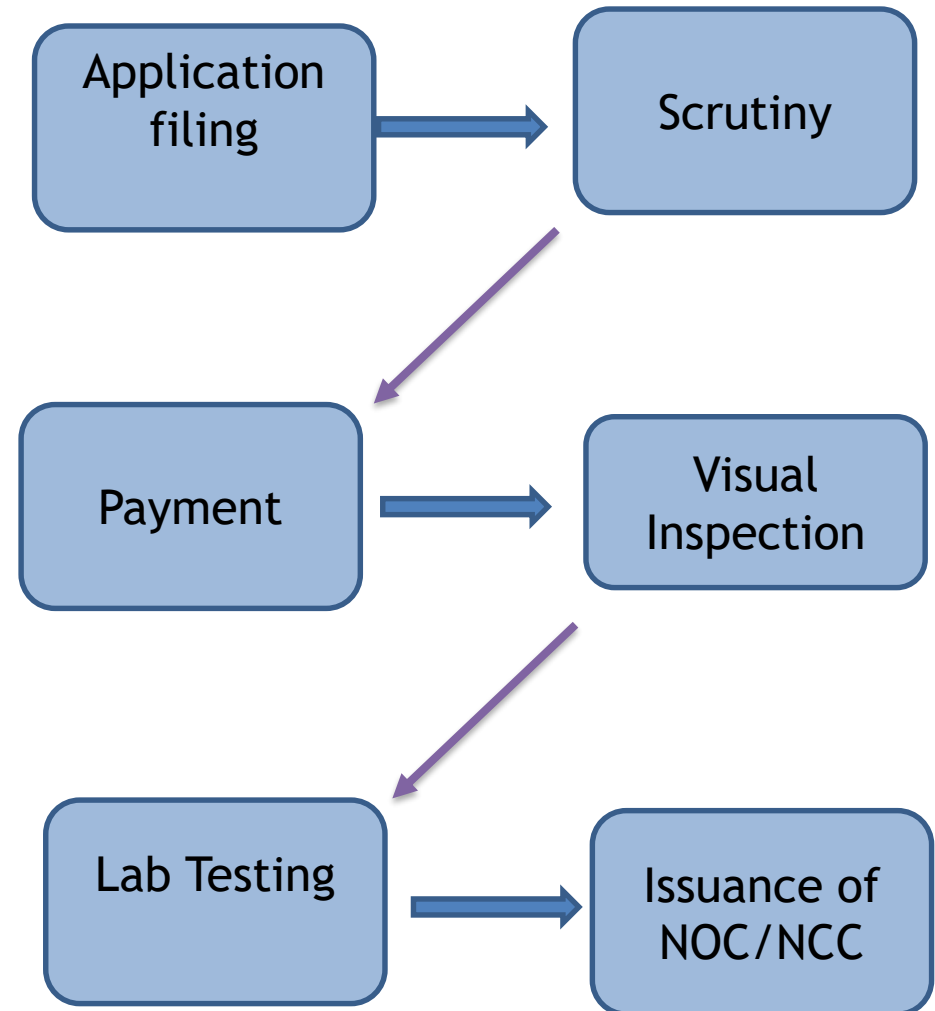 Application
filing
Scrutiny
Payment
Visual
Inspection
Lab Testing
Issuance of
NOC/NCC